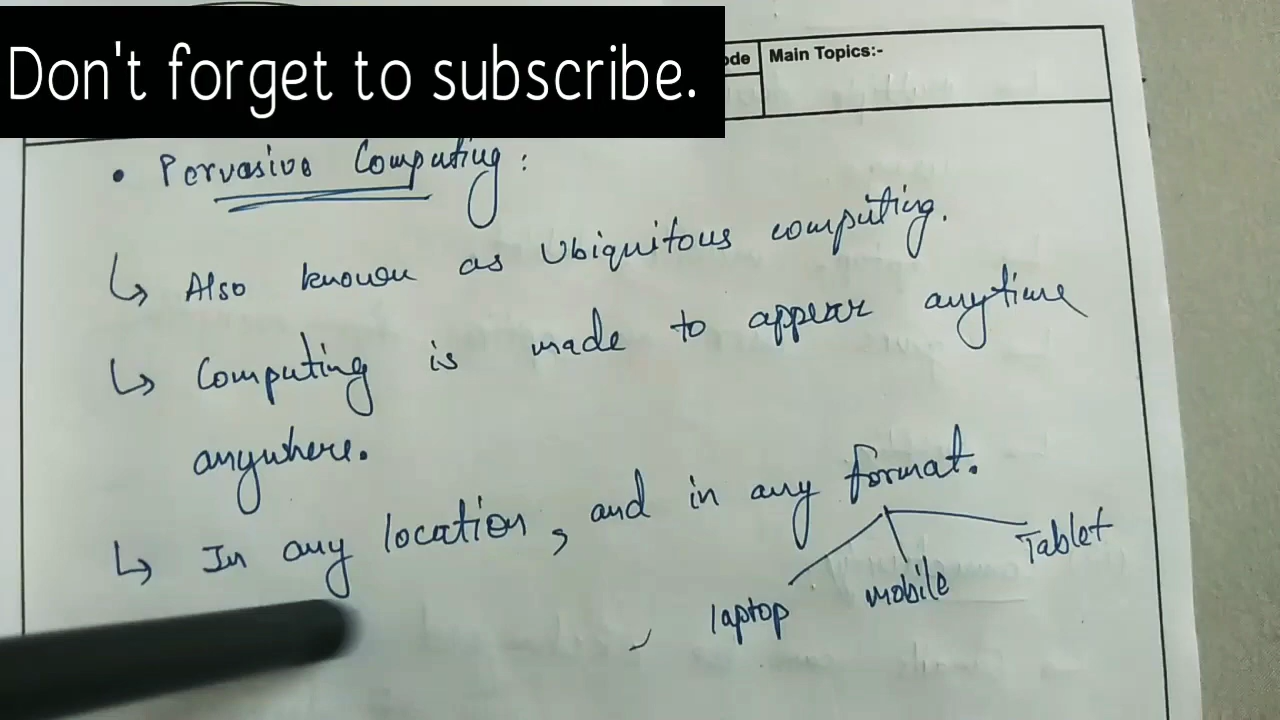 Don't forget to subscribe.
ode
Main Topics:-
• Pervasive Computing:
↳ Also known as Ubiquitous computing.
↳ Computing is made to appear anytime
anywhere.
↳ In any location, and in any format.
laptop mobile Tablet